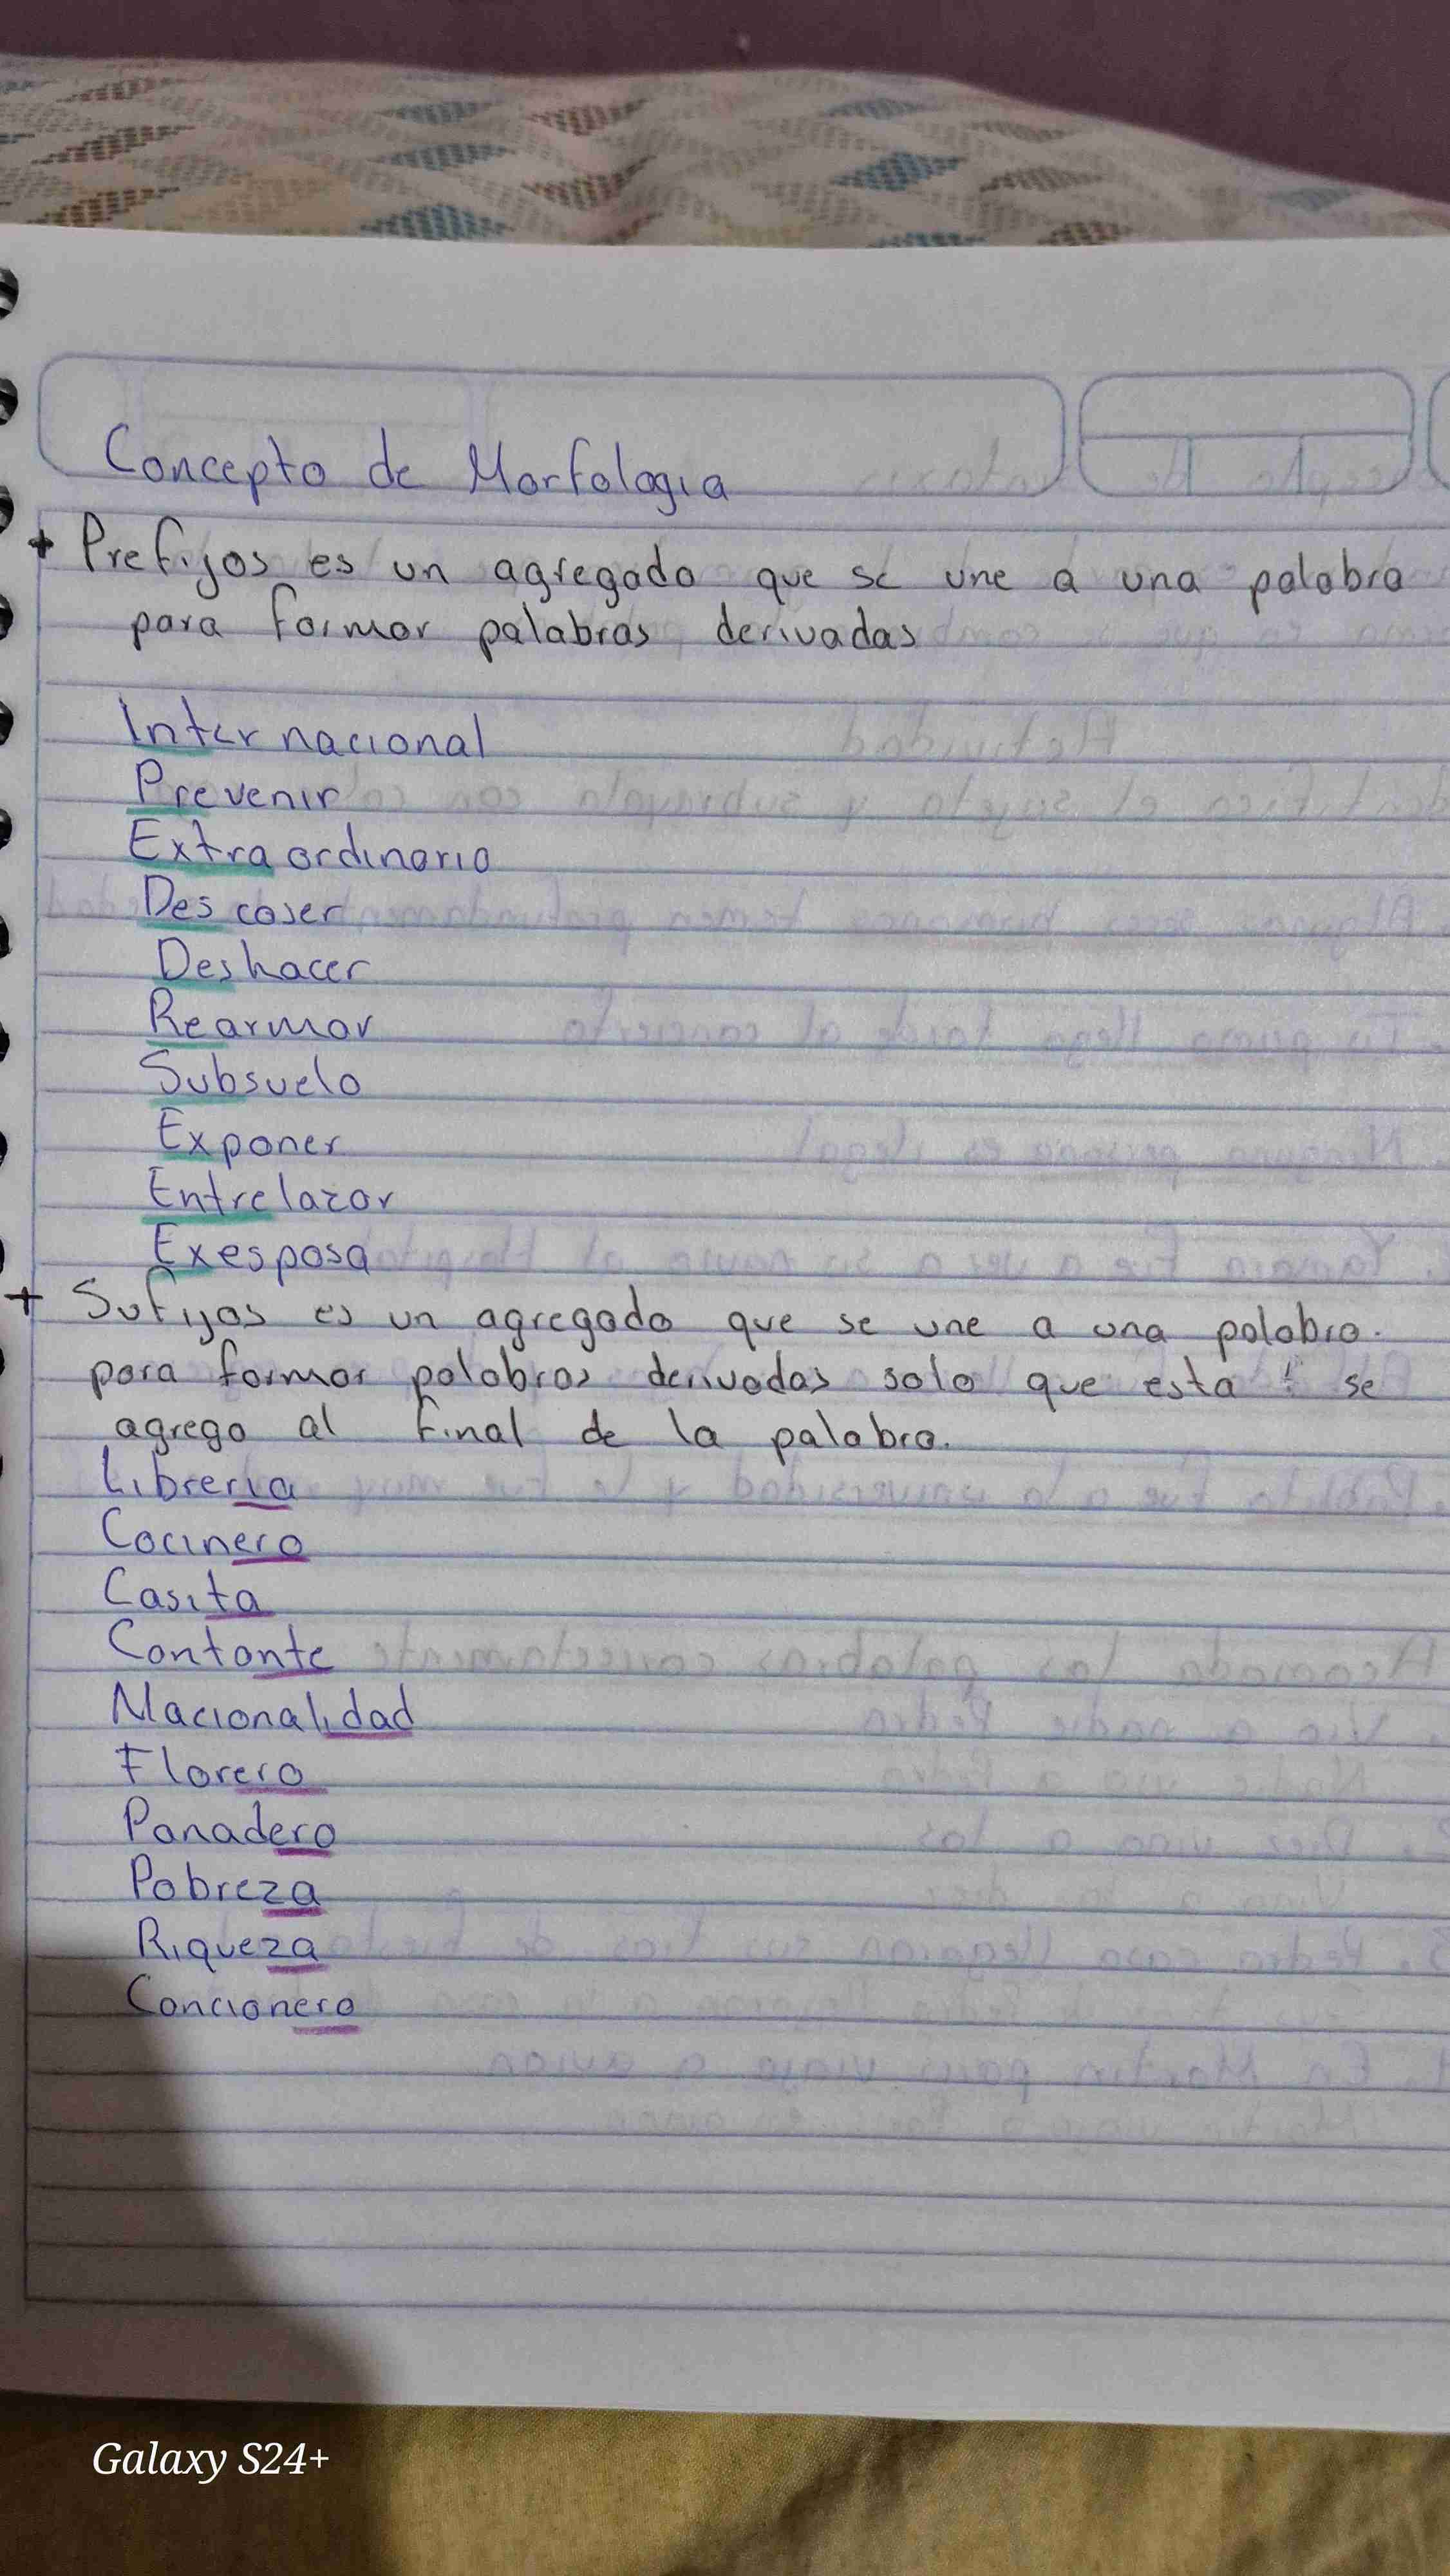 Concepto de Morfologia
+ Prefijos es un agregado que se une a una palabra
para formar palabras derivadas
Internacional
Prevenir
Extraordinario
Descoser
Deshacer
Rearmar
Subsuelo
Exponer
Entrelazar
Exesposa
+ Sufijos es un agregado que se une a una palabra.
para formar palabras derivadas solo que esta se
agrega al final de la palabra.
Libreria
Cocinero
Casita
Cantante
Nacionalidad
Florero
Panadero
Pobreza
Riqueza
Cancionero
Galaxy S24+